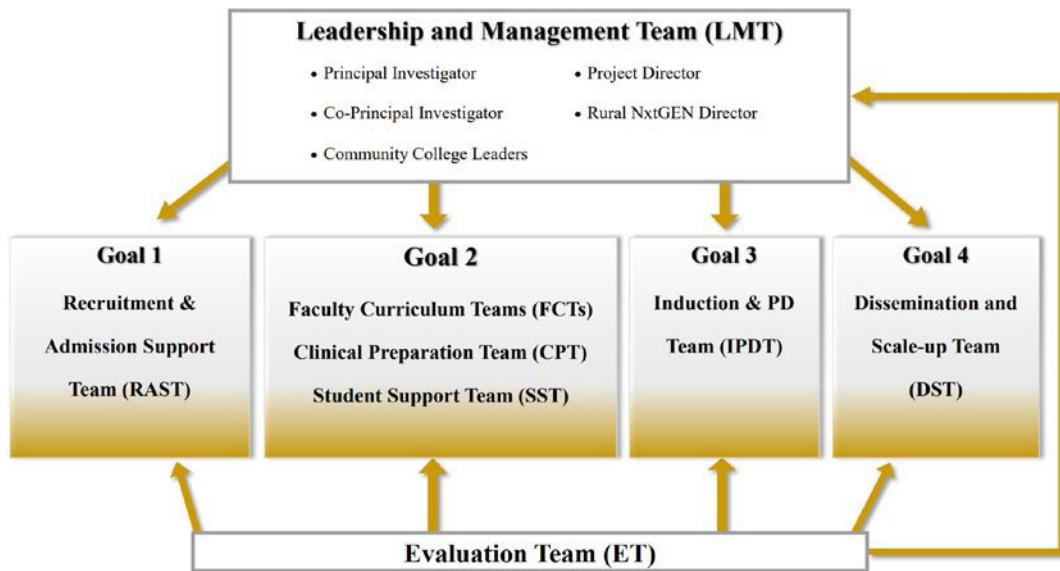 Leadership and Management Team (LMT)
• Principal Investigator
• Co-Principal Investigator
• Community College Leaders
• Project Director
• Rural NxtGEN Director
Goal 1
Recruitment &
Admission Support
Team (RAST)
Goal 2
Faculty Curriculum Teams (FCTs)
Clinical Preparation Team (CPT)
Student Support Team (SST)
Goal 3
Induction & PD
Team (IPDT)
Goal 4
Dissemination and
Scale-up Team
(DST)
Evaluation Team (ET)